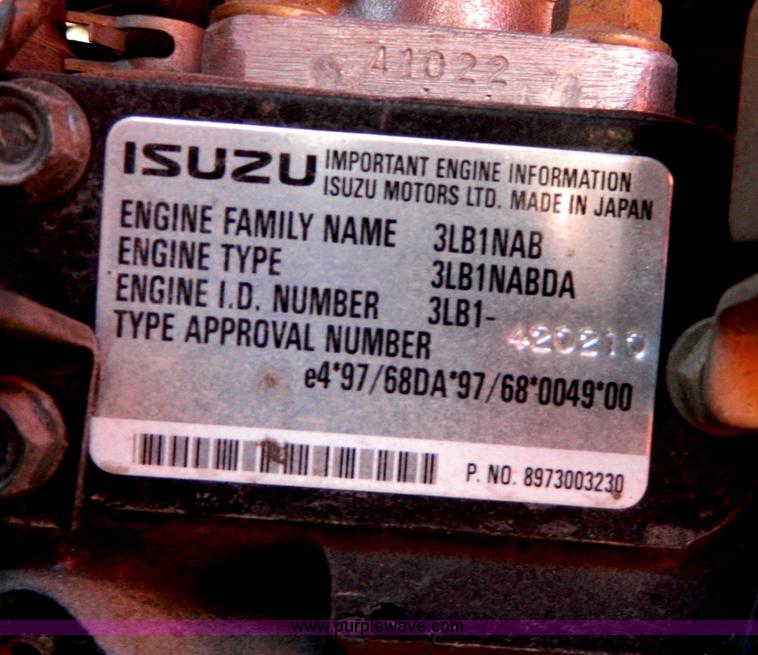 41022
ISUZU IMPORTANT ENGINE INFORMATION
ISUZU MOTORS LTD. MADE IN JAPAN
ENGINE FAMILY NAME 3LB1NAB
ENGINE TYPE 3LB1NABDA
ENGINE I.D. NUMBER 3LB1- 420210
TYPE APPROVAL NUMBER
e4*97/68DA*97/68*0049*00
P. NO. 8973003230
www.purplewave.com